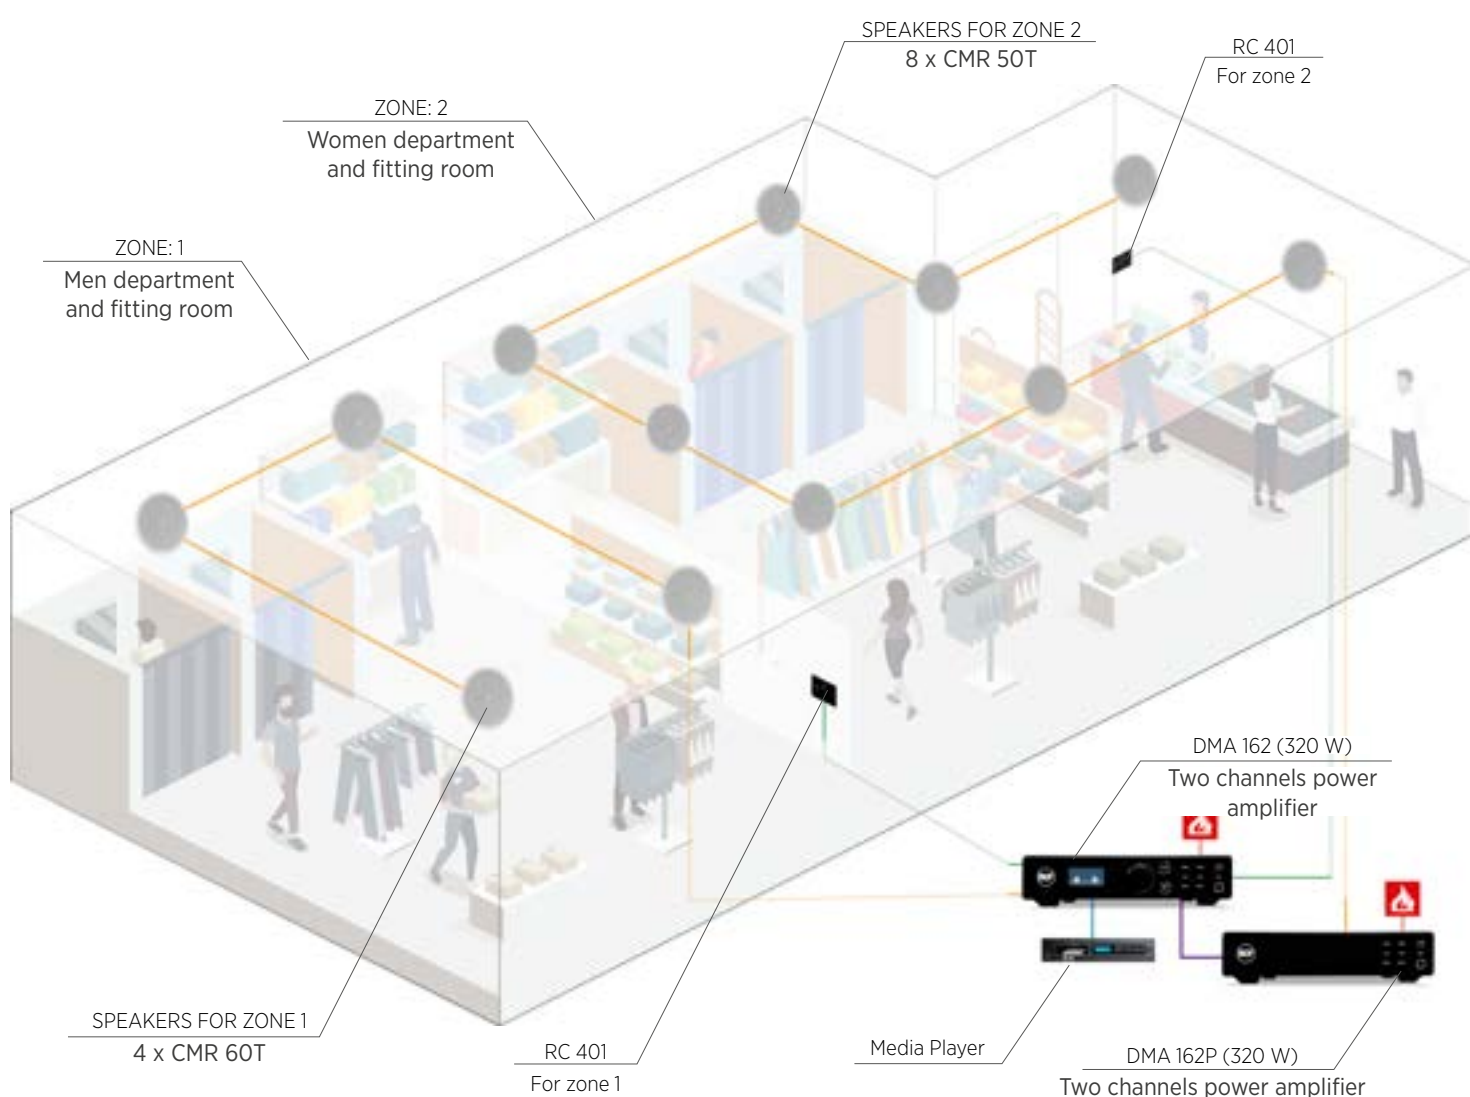 SPEAKERS FOR ZONE 2
8 x CMR 50T
RC 401
For zone 2
ZONE: 2
Women department
and fitting room
ZONE: 1
Men department
and fitting room
DMA 162 (320 W)
Two channels power
amplifier
SPEAKERS FOR ZONE 1
4 x CMR 60T
RC 401
For zone 1
Media Player
DMA 162P (320 W)
Two channels power amplifier